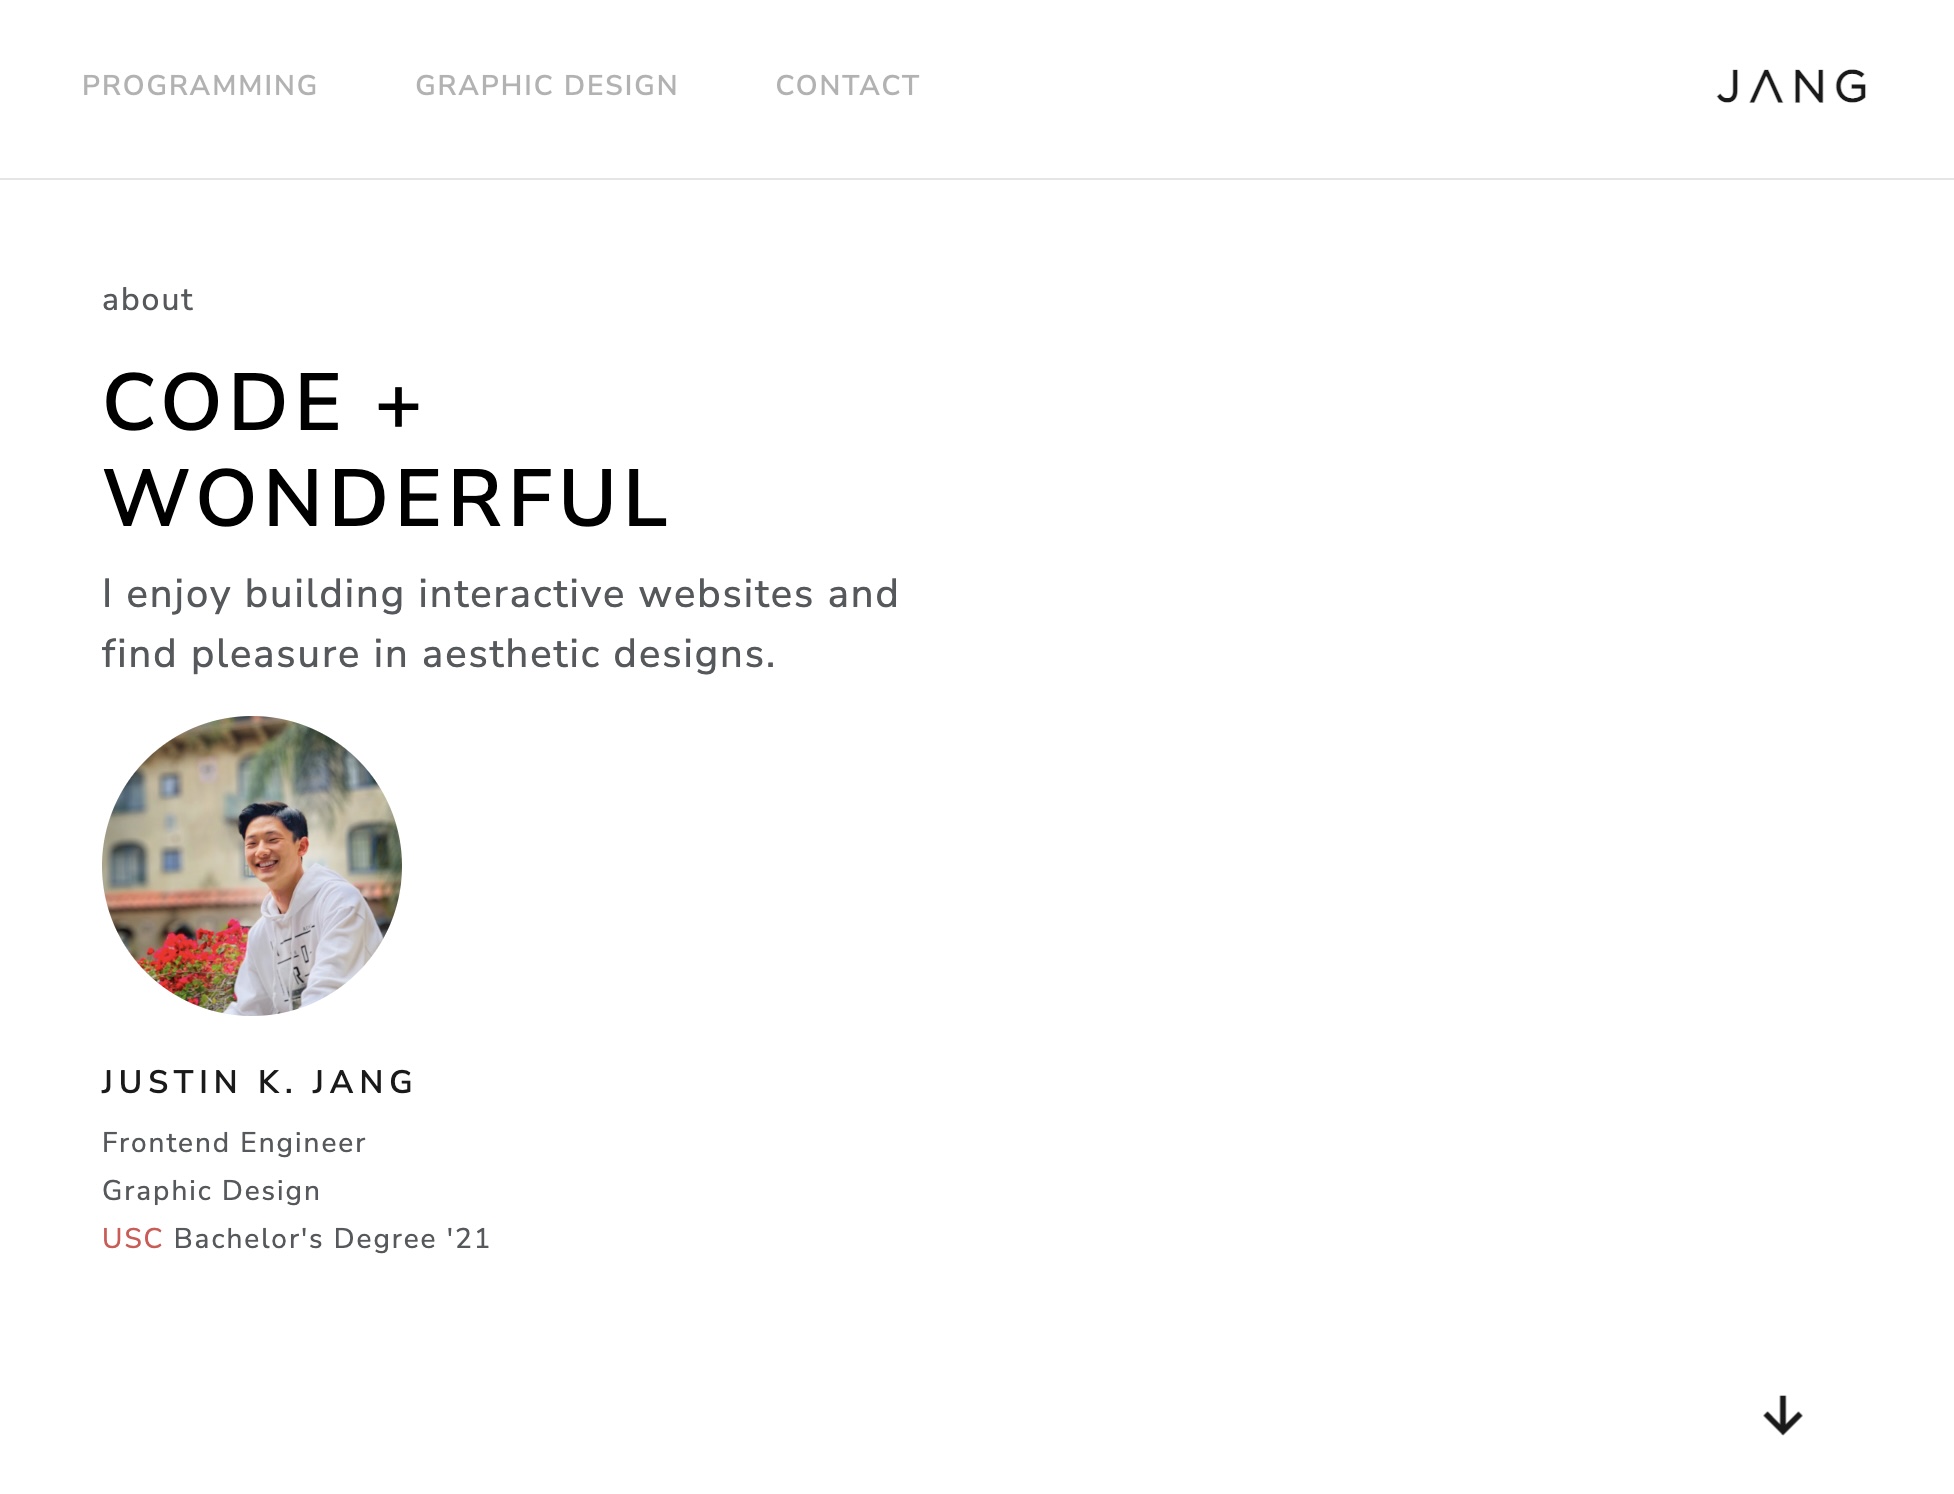 PROGRAMMING GRAPHIC DESIGN CONTACT JANG
about
CODE +
WONDERFUL
I enjoy building interactive websites and
find pleasure in aesthetic designs.
JUSTIN K. JANG
Frontend Engineer
Graphic Design
USC Bachelor's Degree '21